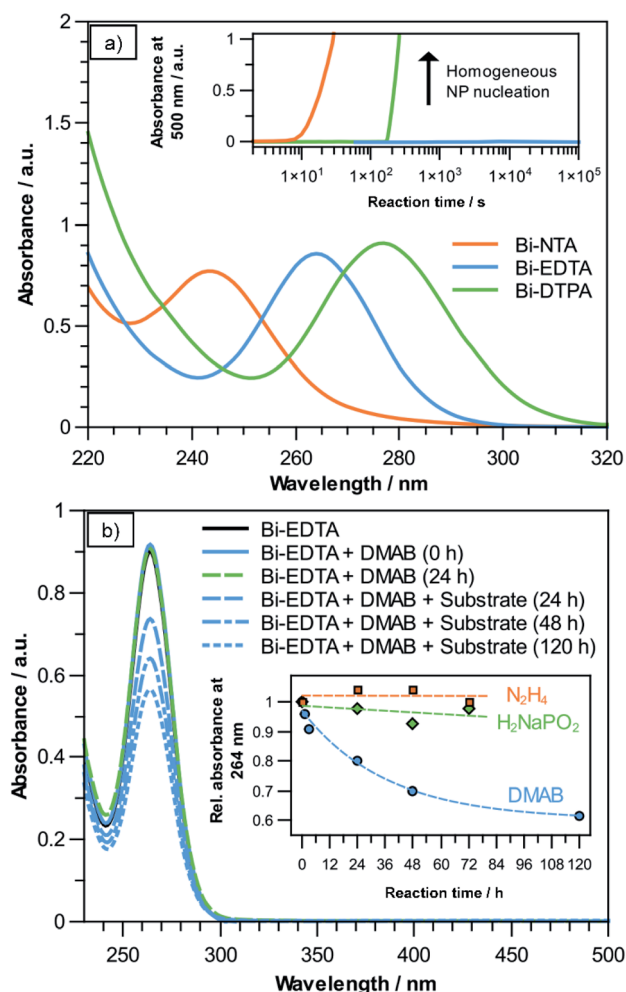 a)
Absorbance / a.u.
2
1.5
1
0.5
0
220
240
260
280
300
320
Wavelength / nm
Absorbance at
500 nm / a.u.
1
0.5
0
Homogeneous
NP nucleation
1×10¹
1×10²
1×10³
1×10⁴
1×10⁵
Reaction time / s
Bi-NTA
Bi-EDTA
Bi-DTPA
b)
Absorbance / a.u.
1
0.8
0.6
0.4
0.2
0
250
300
350
400
450
500
Wavelength / nm
Bi-EDTA
Bi-EDTA + DMAB (0 h)
Bi-EDTA + DMAB (24 h)
Bi-EDTA + DMAB + Substrate (24 h)
Bi-EDTA + DMAB + Substrate (48 h)
Bi-EDTA + DMAB + Substrate (120 h)
Rel. absorbance at
264 nm
1
0.9
0.8
0.7
0.6
N₂H₄
H₂NaPO₂
DMAB
0 12 24 36 48 60 72 84 96 108 120
Reaction time / h